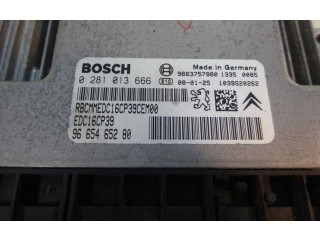 BOSCH
Made in Germany
0 281 013 666
9663757980 1335 0085
810 08-01-25 1039S20262
RBCMMEDC16CP39CEM00
EDC16CP39
96 654 652 80